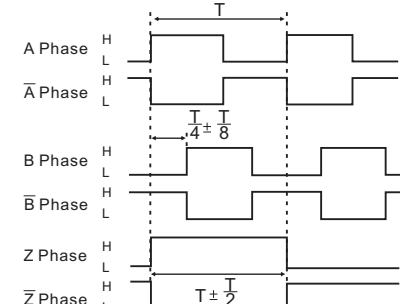 T
A Phase H
L
A̅ Phase H
L
T/4 ± T/8
B Phase H
L
B̅ Phase H
L
Z Phase H
L
T ± T/2
Z̅ Phase H
L